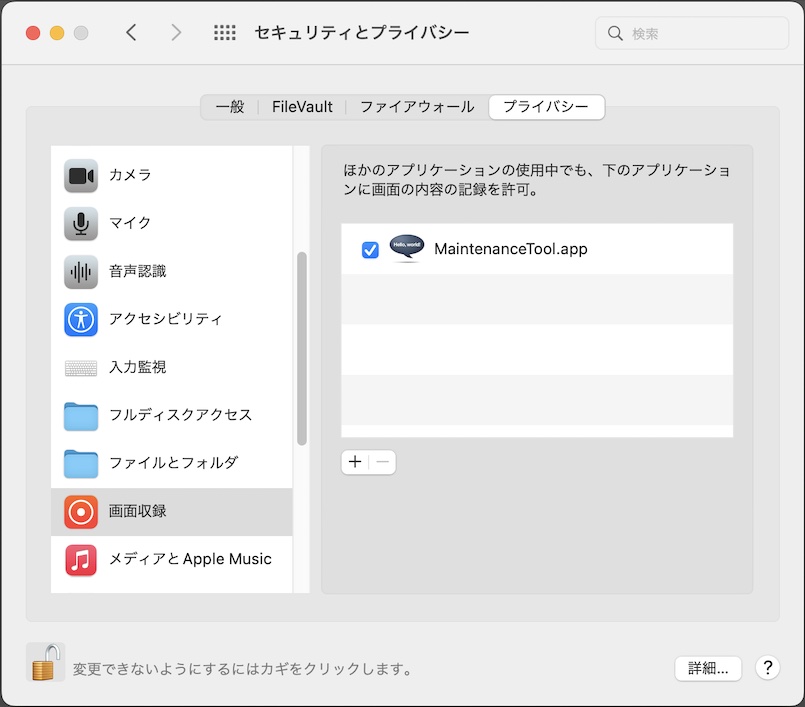 セキュリティとプライバシー
検索
一般
FileVault
ファイアウォール
プライバシー
カメラ
マイク
音声認識
アクセシビリティ
入力監視
フルディスクアクセス
ファイルとフォルダ
画面収録
メディアとApple Music
ほかのアプリケーションの使用中でも、下のアプリケーショ
ンに画面の内容の記録を許可。
Hello, world!
MaintenanceTool.app
変更できないようにするにはカギをクリックします。
詳細...
?